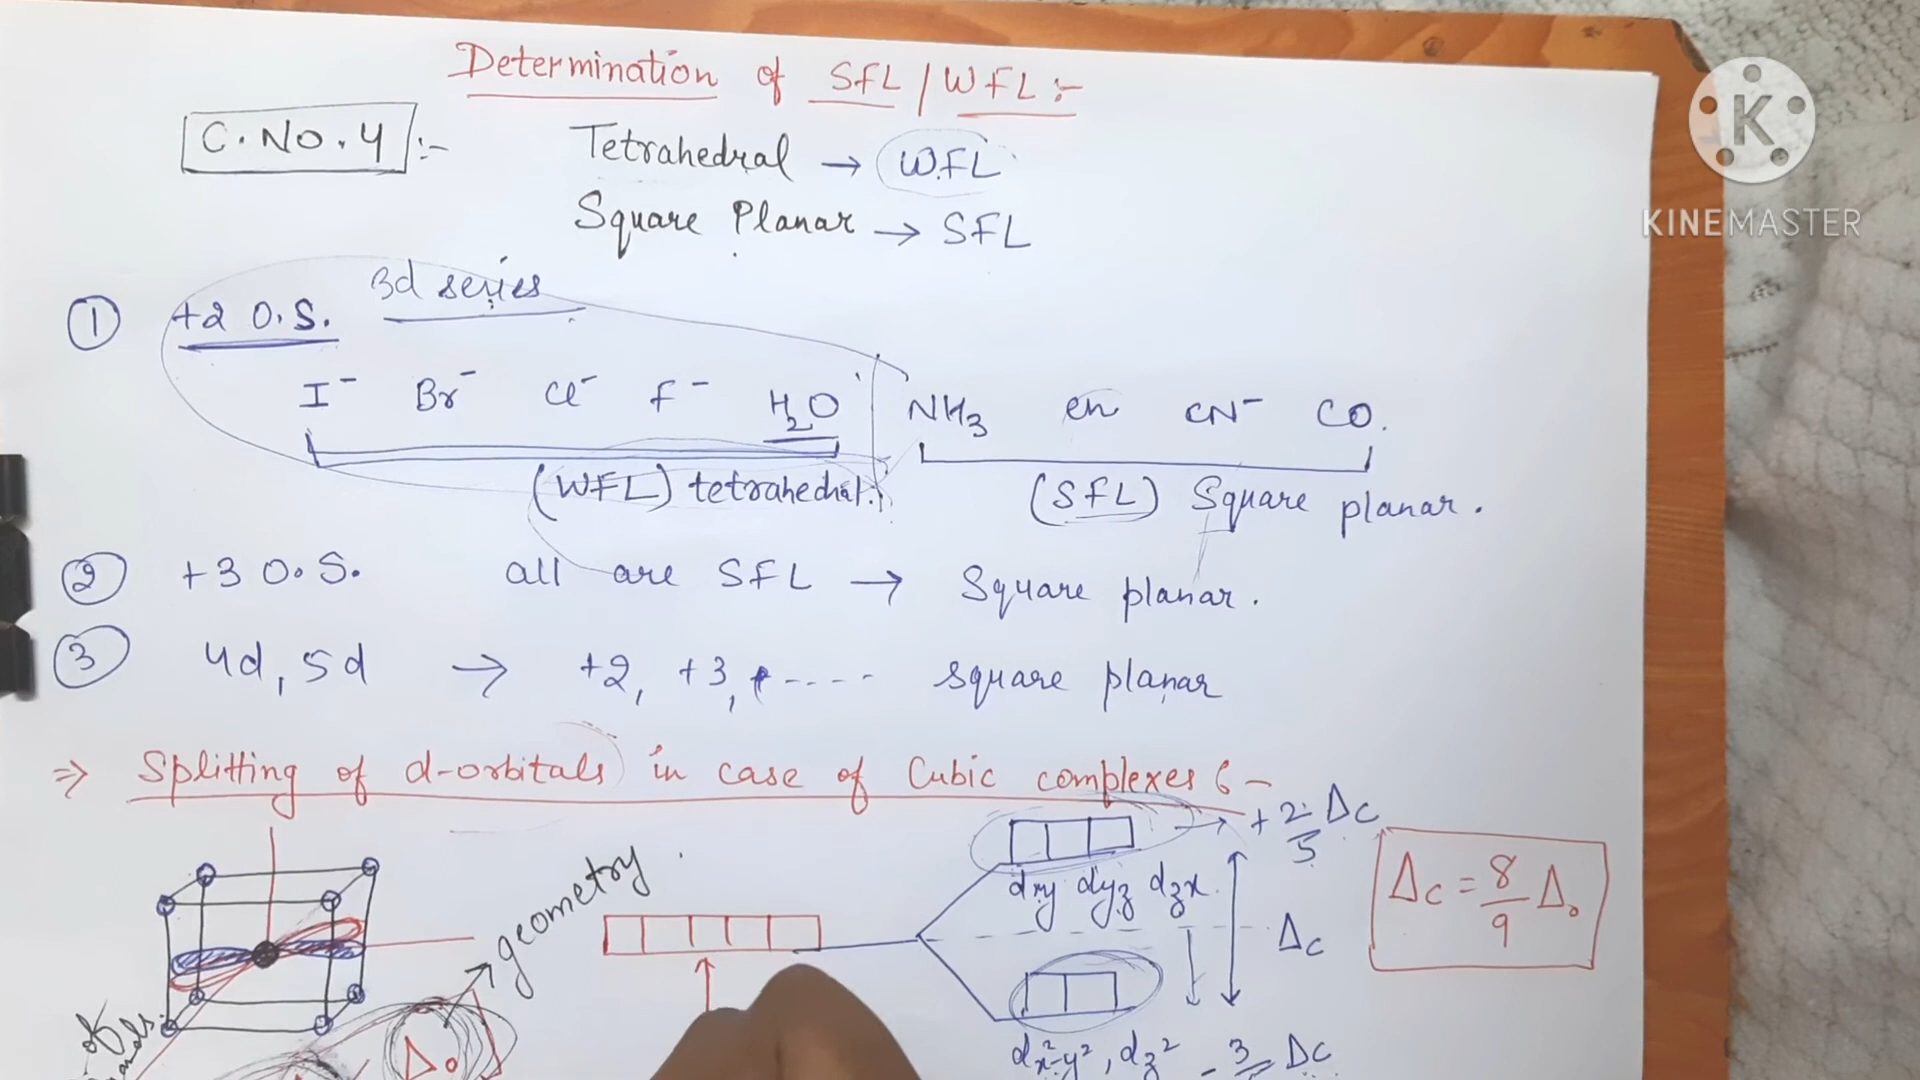 Determination of SFL / WFL :-
C.NO.4 :-
Tetrahedral → WFL
Square Planar → SFL
K
KINEMASTER
① +2 O.S. 3d series
I⁻ Br⁻ Cl⁻ F⁻ H₂O NH₃ en CN⁻ CO.
(WFL) tetrahedral. (SFL) Square planar.
② +3 O.S. all are SFL → Square planar.
③ 4d, 5d → +2, +3, ---- square planar
⇒ Splitting of d-orbitals in case of Cubic complexes :-
→ +2/5 Δc
dxy dyz dzx.
Δc = 8/9 Δ₀
Δc
geometry
dx²-y², dz² -3 Δc
Δ₀
of